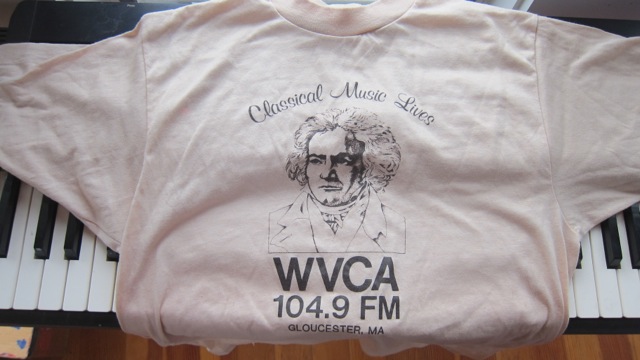 Classical Music Lives
WVCA
104.9 FM
GLOUCESTER, MA